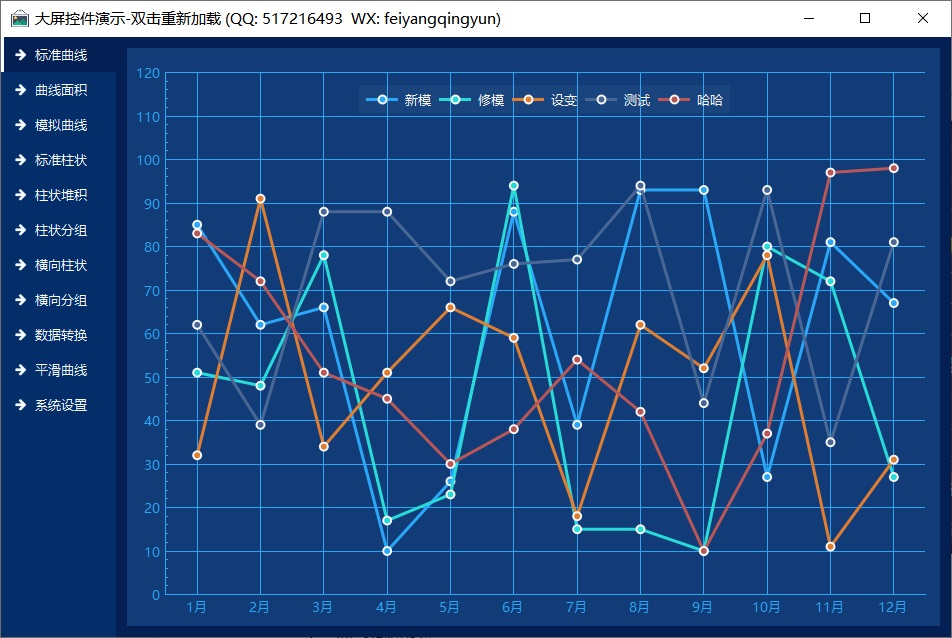 大屏控件演示-双击重新加载 (QQ: 517216493 WX: feiyangqingyun)
标准曲线
曲线面积
模拟曲线
标准柱状
柱状堆积
柱状分组
横向柱状
横向分组
数据转换
平滑曲线
系统设置
新模 修模 设变 测试 哈哈
120
110
100
90
80
70
60
50
40
30
20
10
0
1月 2月 3月 4月 5月 6月 7月 8月 9月 10月 11月 12月